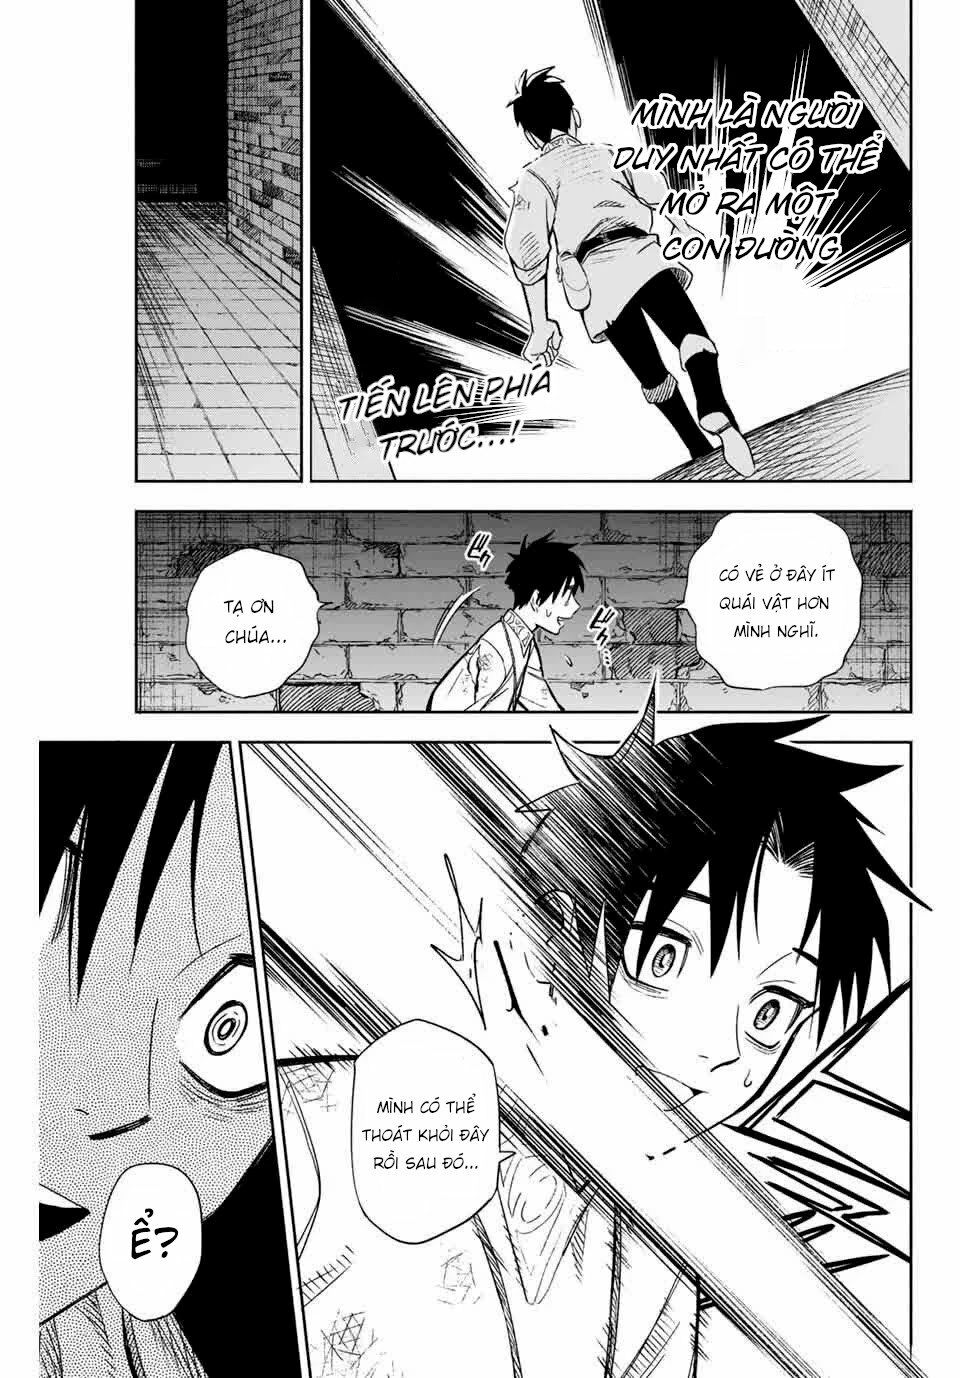 MÌNH LÀ NGƯỜI
DUY NHẤT CÓ THỂ
MỞ RA MỘT
CON ĐƯỜNG
TIẾN LÊN PHÍA
TRƯỚC...!
CÓ VẺ Ở ĐÂY ÍT
QUÁI VẬT HƠN
MÌNH NGHĨ.
TẠ ƠN
CHÚA...
MÌNH CÓ THỂ
THOÁT KHỎI ĐÂY
RỒI SAU ĐÓ...
Ể?